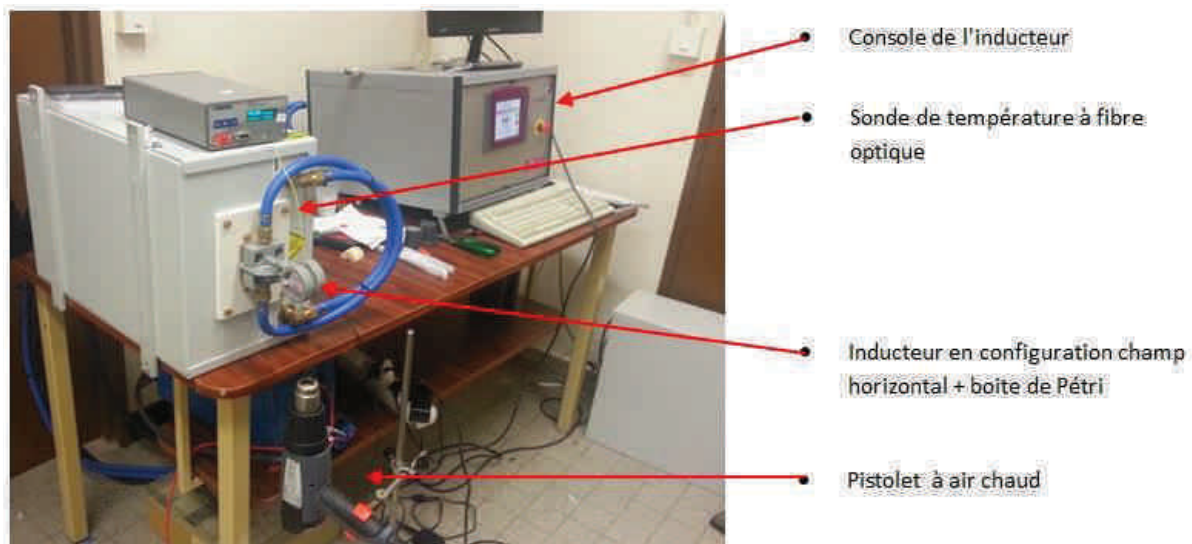 Console de l'inducteur
Sonde de température à fibre
optique
Inducteur en configuration champ
horizontal + boite de Pétri
Pistolet à air chaud